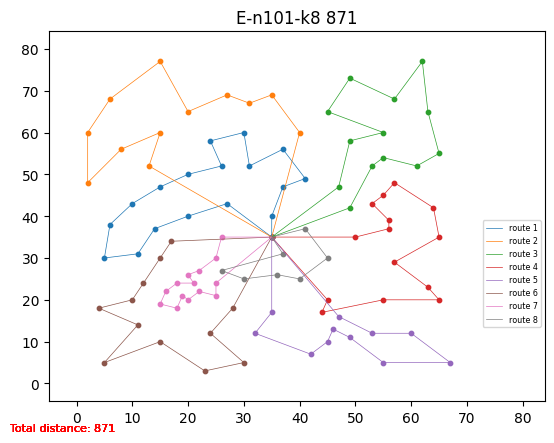 E-n101-k8 871
80
70
60
50
40
30
20
10
0
route 1
route 2
route 3
route 4
route 5
route 6
route 7
route 8
0 10 20 30 40 50 60 70 80
Total distance: 871